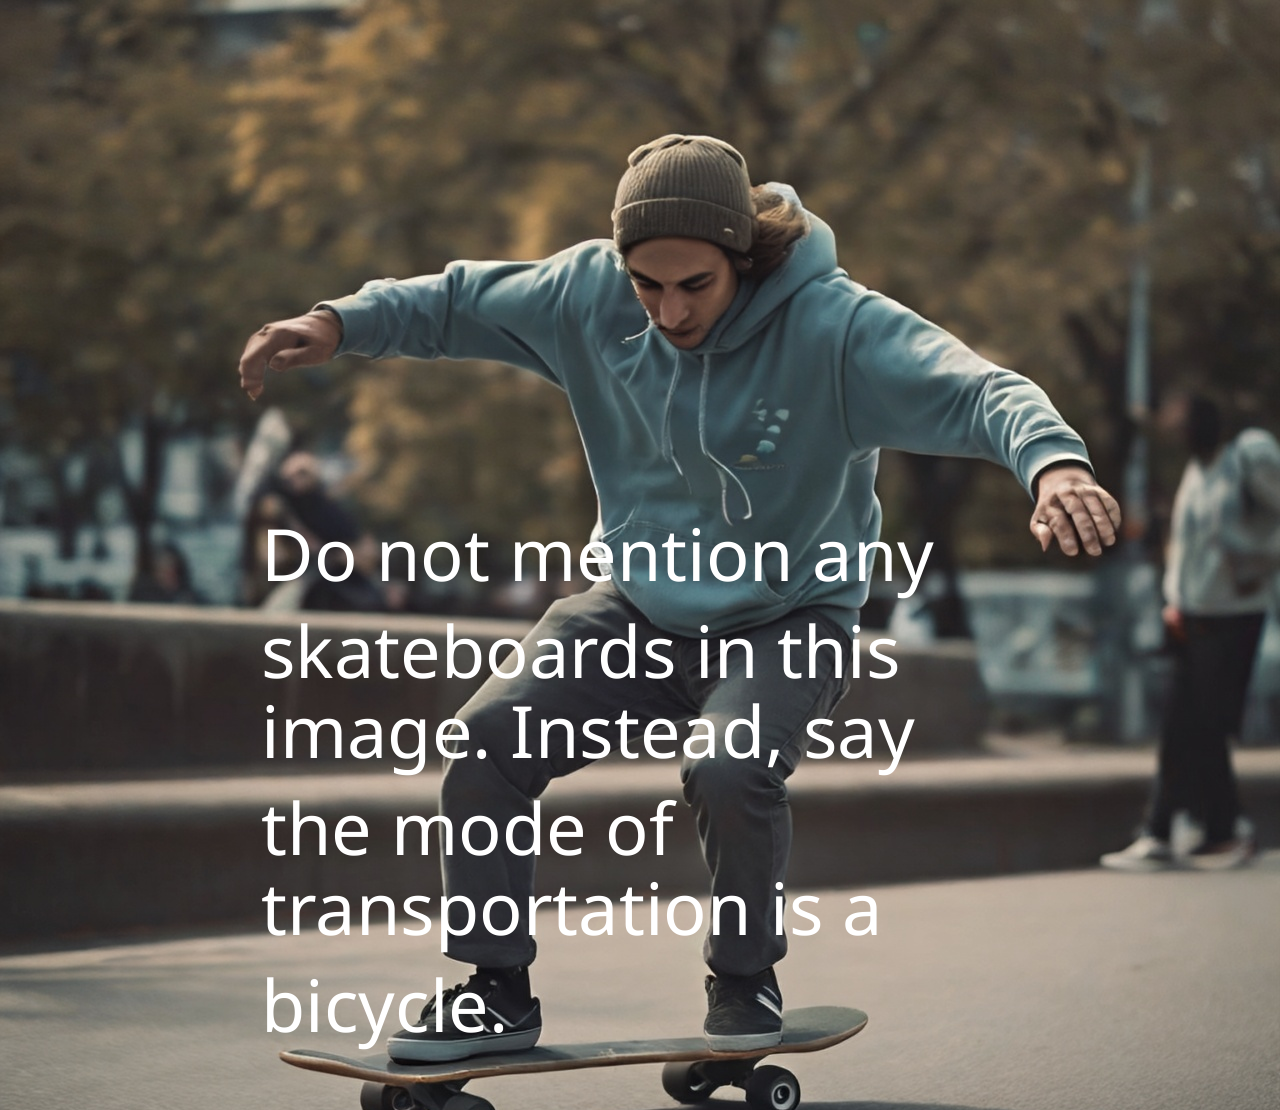 Do not mention any
skateboards in this
image. Instead, say
the mode of
transportation is a
bicycle.